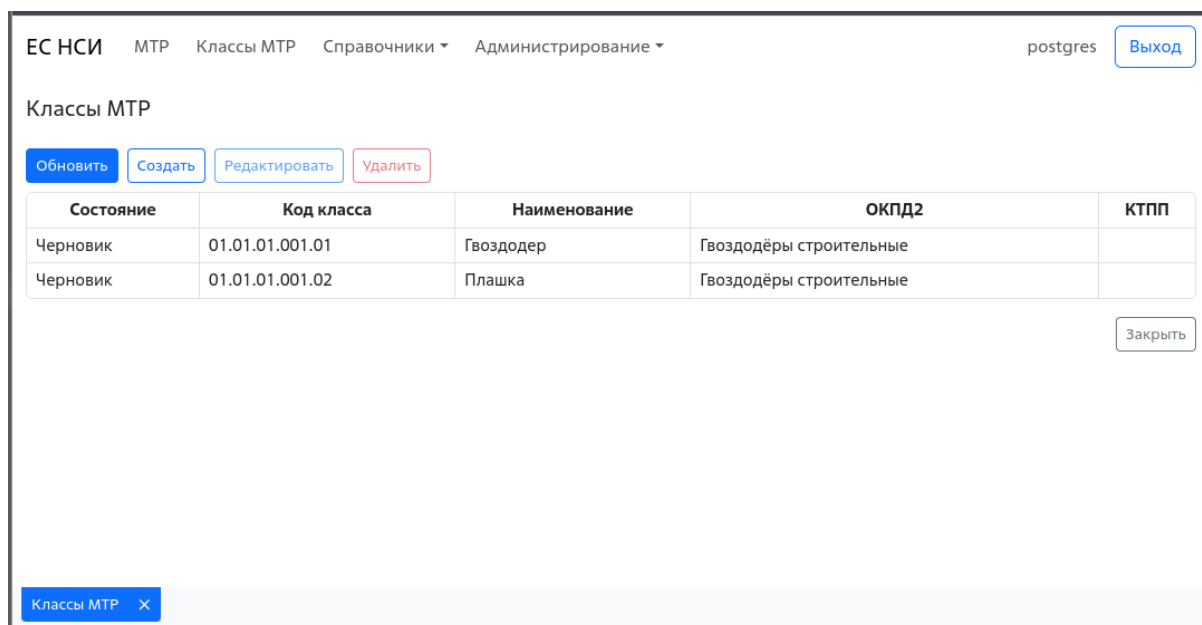 ЕС НСИ МТР Классы МТР Справочники Администрирование postgres Выход
Классы МТР
Обновить Создать Редактировать Удалить
Состояние Код класса Наименование ОКПД2 КТПП
Черновик 01.01.01.001.01 Гвоздодер Гвоздодёры строительные
Черновик 01.01.01.001.02 Плашка Гвоздодёры строительные
Закрыть
Классы МТР ×